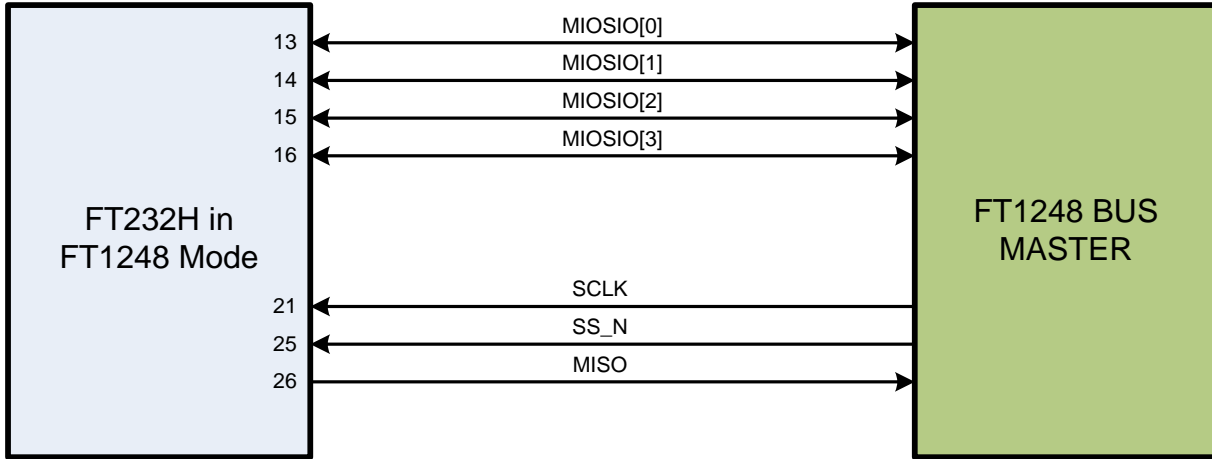 13
MIOSIO[0]
14
MIOSIO[1]
15
MIOSIO[2]
16
MIOSIO[3]
FT232H in
FT1248 Mode
FT1248 BUS
MASTER
21
SCLK
25
SS_N
26
MISO